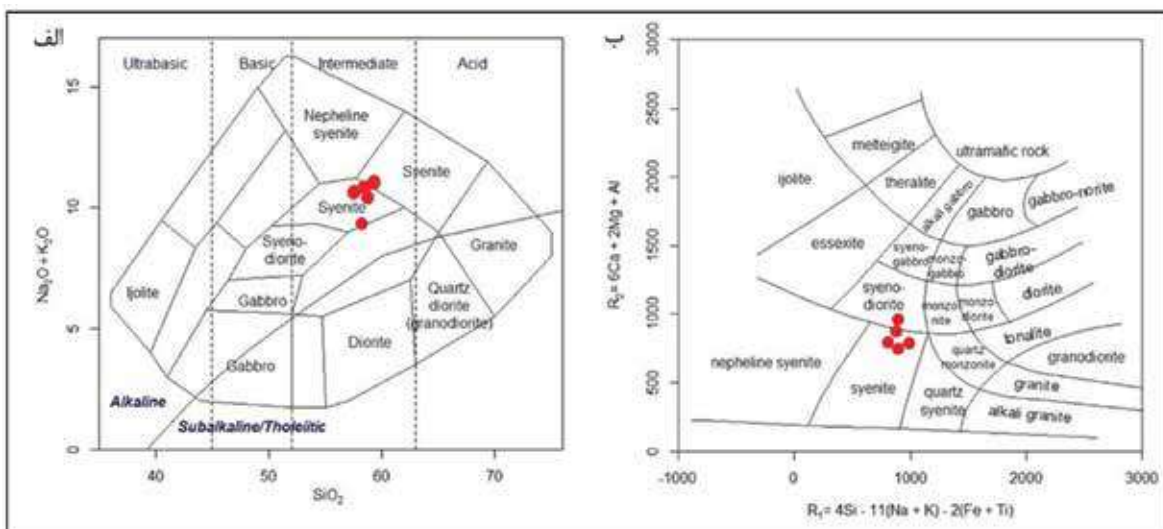 الف
Ultrabasic Basic Intermediate Acid
Nepheline
syenite
Syenite
Syenite
Syeno-
diorite
Granite
Ijolite
Gabbro
Quartz
diorite
(granodiorite)
Diorite
Gabbro
Alkaline
Subalkaline/Tholeiitic
15
10
5
0
Na₂O + K₂O
40 50 60 70
SiO₂
3000
2500
2000
1500
1000
500
0
R₂= 6Ca + 2Mg + Al
melteigite
ultramafic rock
ijolite
theralite
alkali gabbro
gabbro
gabbro-norite
essexite
syeno-
gabbro
monzo-
gabbro
gabbro-
diorite
syeno-
diorite
monzo
nite
monzo-
diorite
diorite
tonalite
nepheline syenite
quartz
monzonite
granodiorite
syenite
quartz
syenite
granite
alkali granite
-1000 0 1000 2000 3000
R₁= 4Si - 11(Na + K) - 2(Fe + Ti)